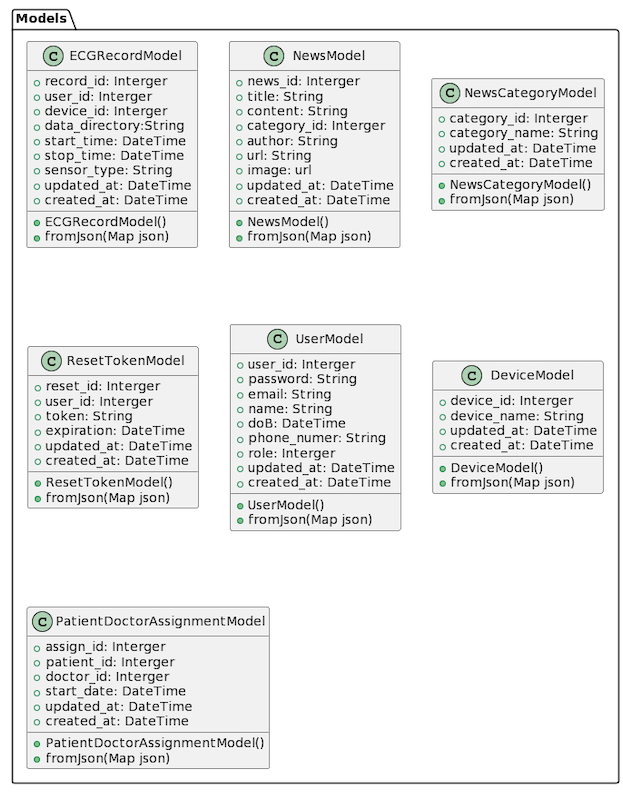 Models
C ECGRecordModel
record_id: Interger
user_id: Interger
device_id: Interger
data_directory:String
start_time: DateTime
stop_time: DateTime
sensor_type: String
updated_at: DateTime
created_at: DateTime
ECGRecordModel()
fromJson(Map json)
C NewsModel
news_id: Interger
title: String
content: String
category_id: Interger
author: String
url: String
image: url
updated_at: DateTime
created_at: DateTime
NewsModel()
fromJson(Map json)
C NewsCategoryModel
category_id: Interger
category_name: String
updated_at: DateTime
created_at: DateTime
NewsCategoryModel()
fromJson(Map json)
C ResetTokenModel
reset_id: Interger
user_id: Interger
token: String
expiration: DateTime
updated_at: DateTime
created_at: DateTime
ResetTokenModel()
fromJson(Map json)
C UserModel
user_id: Interger
password: String
email: String
name: String
doB: DateTime
phone_numer: String
role: Interger
updated_at: DateTime
created_at: DateTime
UserModel()
fromJson(Map json)
C DeviceModel
device_id: Interger
device_name: String
updated_at: DateTime
created_at: DateTime
DeviceModel()
fromJson(Map json)
C PatientDoctorAssignmentModel
assign_id: Interger
patient_id: Interger
doctor_id: Interger
start_date: DateTime
updated_at: DateTime
created_at: DateTime
PatientDoctorAssignmentModel()
fromJson(Map json)